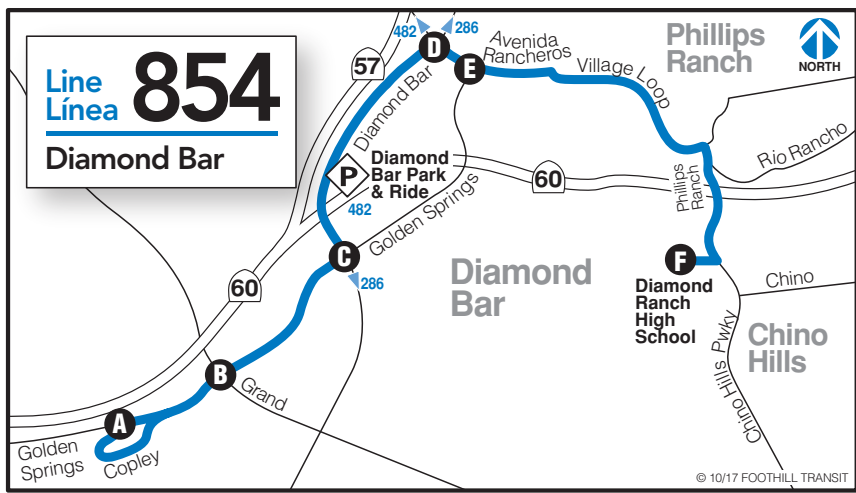 Line
Línea
854
Diamond Bar
482
286
57
D
E
Avenida
Rancheros
Village Loop
Phillips
Ranch
NORTH
Diamond Bar
P
Diamond
Bar Park
& Ride
482
60
Río Rancho
Phillips
Ranch
Golden Springs
C
286
60
Diamond
Bar
F
Diamond
Ranch
High
School
Chino
Chino
Hills
Chino Hills Pwky
B
Grand
A
Golden
Springs
Copley
© 10/17 FOOTHILL TRANSIT